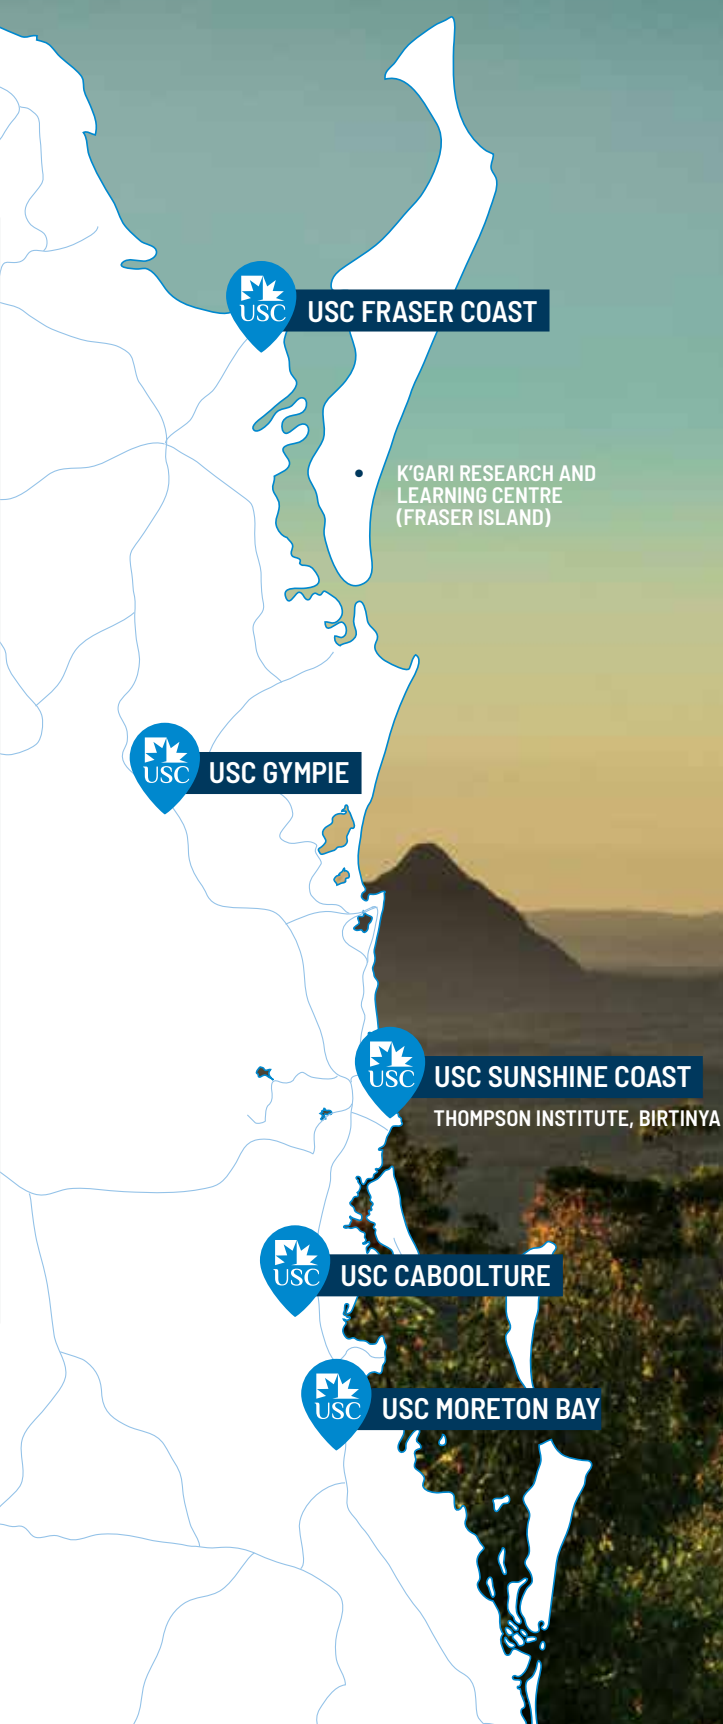 USC
USC FRASER COAST
K'GARI RESEARCH AND
LEARNING CENTRE
(FRASER ISLAND)
USC
USC GYMPIE
USC
USC SUNSHINE COAST
THOMPSON INSTITUTE, BIRTINYA
USC
USC CABOOLTURE
USC
USC MORETON BAY